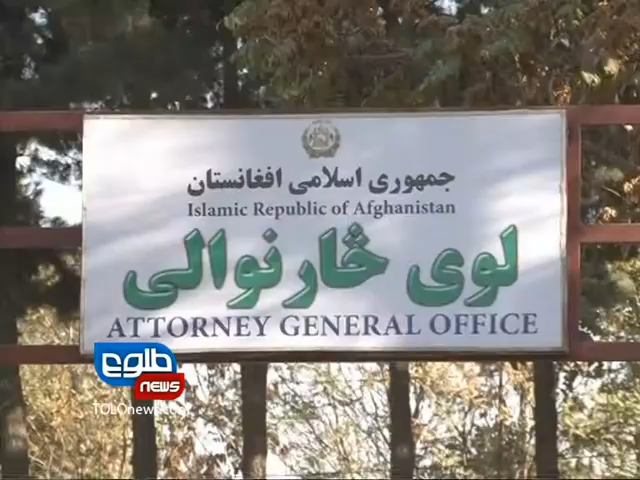 جمهوری اسلامی افغانستان
Islamic Republic of Afghanistan
لوی څارنوالی
ATTORNEY GENERAL OFFICE
طلوع
NEWS
TOLOnews.com